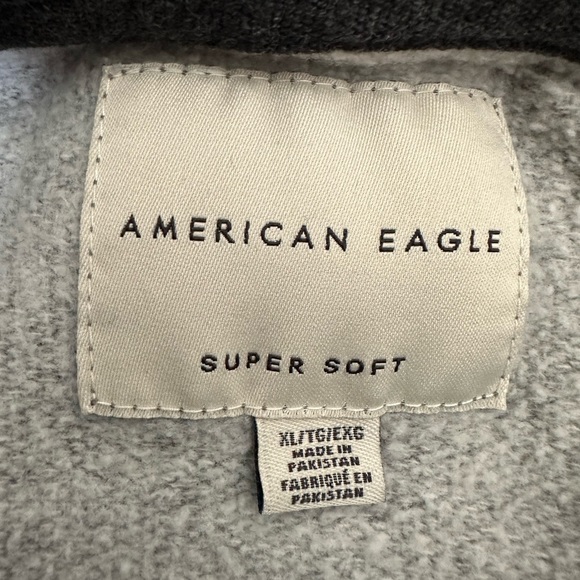 AMERICAN EAGLE
SUPER SOFT
XL/TG/EXG
MADE IN
PAKISTAN
FABRIQUÉ EN
PAKISTAN